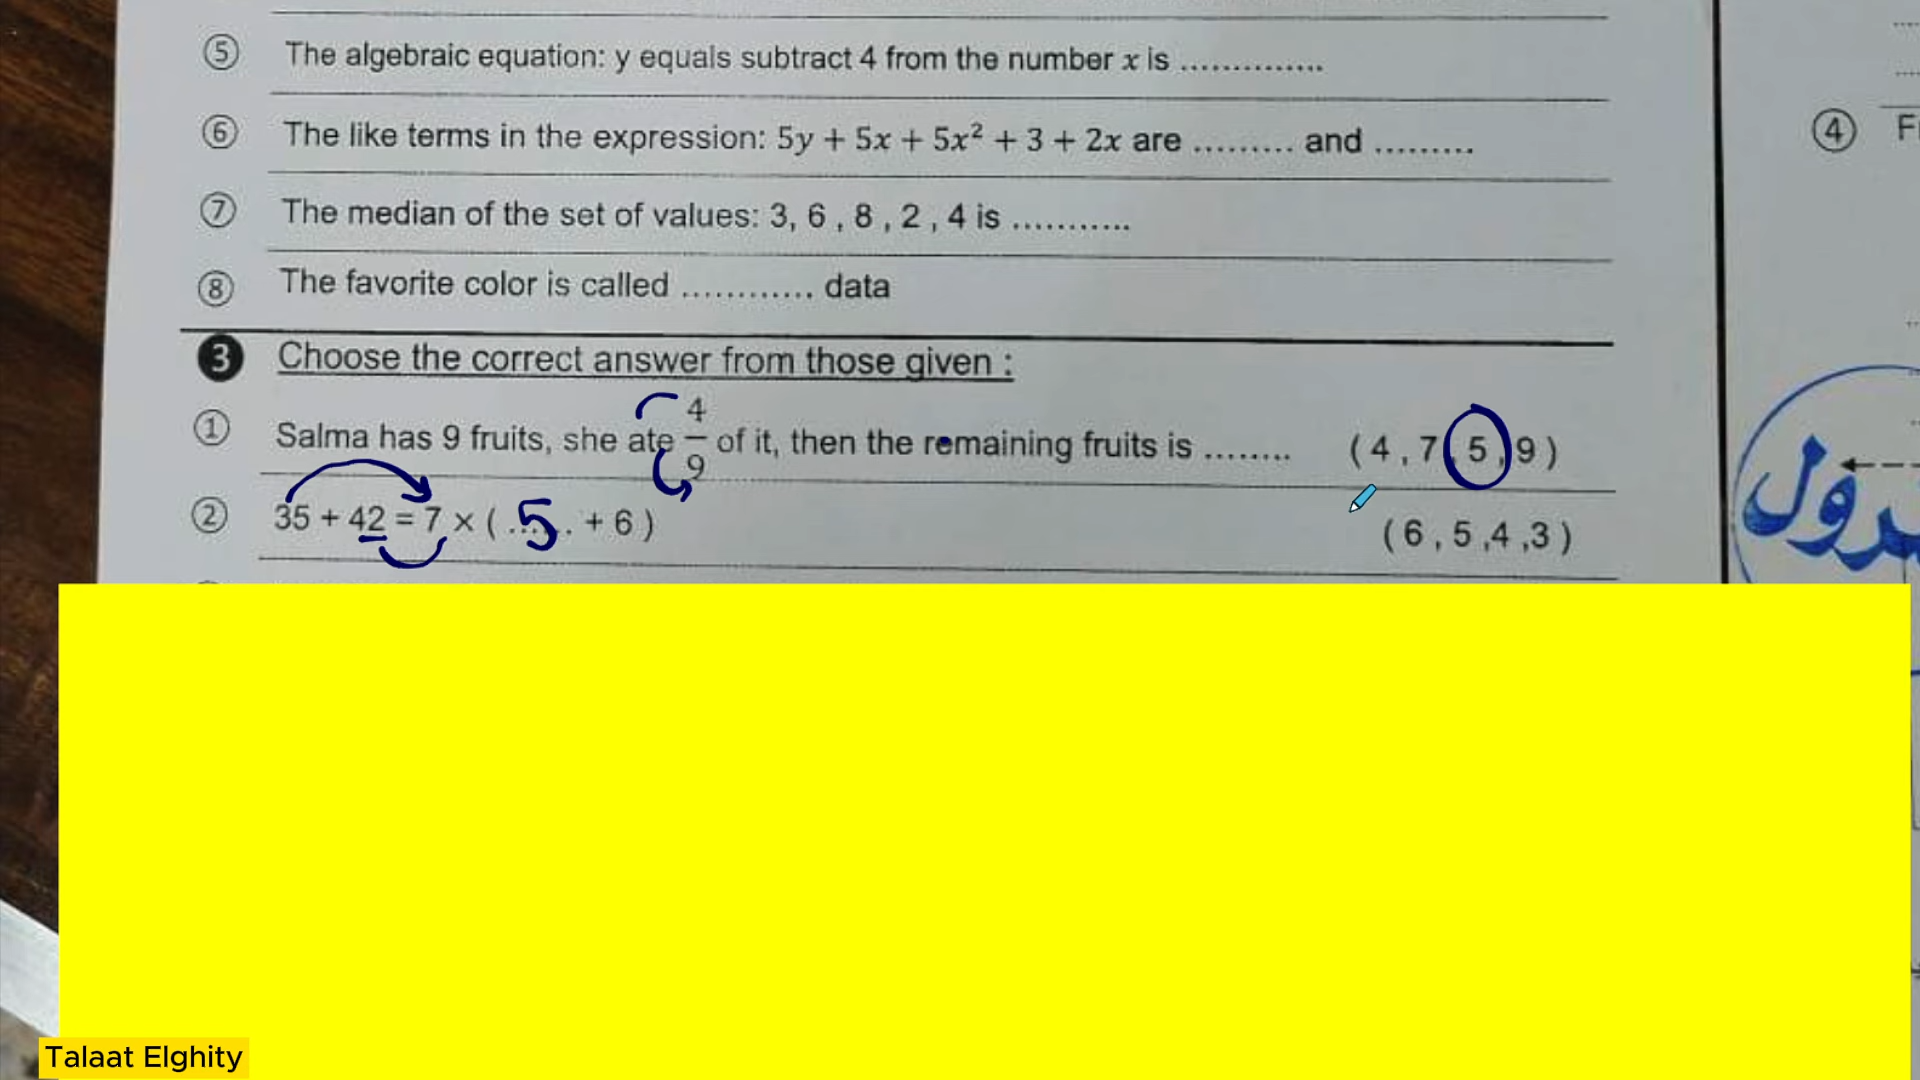 ⑤ The algebraic equation: y equals subtract 4 from the number x is ..............
⑥ The like terms in the expression: 5y + 5x + 5x² + 3 + 2x are ......... and .........
⑦ The median of the set of values: 3, 6 , 8 , 2 , 4 is ...........
⑧ The favorite color is called ............ data
❸ Choose the correct answer from those given :
① Salma has 9 fruits, she ate 4/9 of it, then the remaining fruits is ........ ( 4 , 7 , 5 , 9 )
② 35 + 42 = 7 × ( ..5.. + 6 ) ( 6 , 5 ,4 ,3 )
④
Talaat Elghity